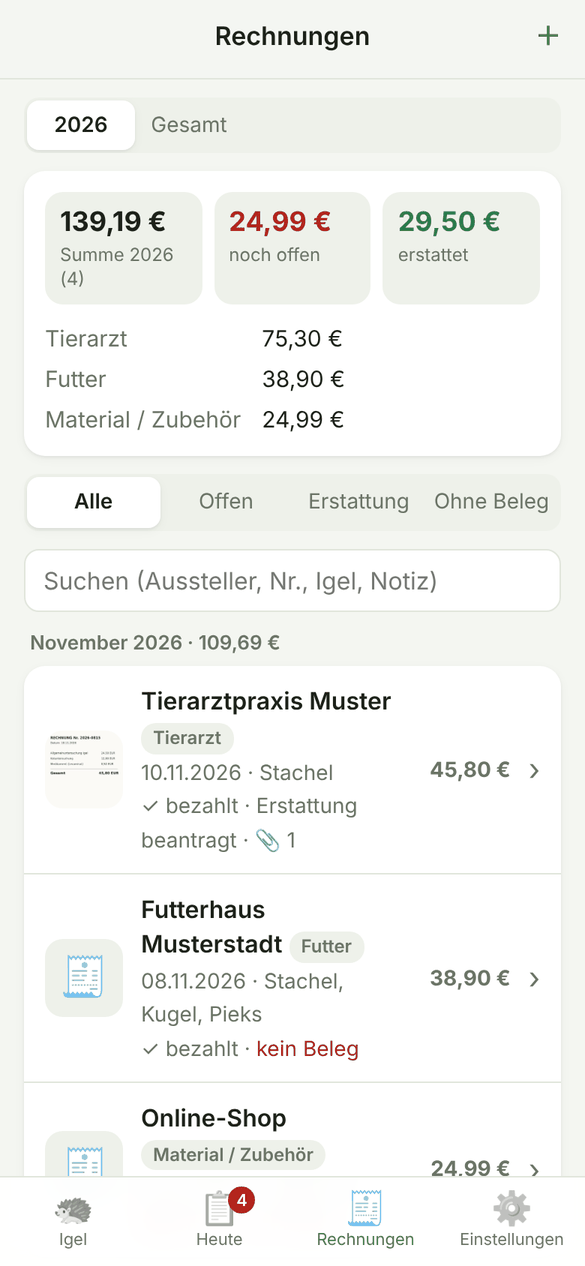 Rechnungen
+
2026 Gesamt
139,19 € 24,99 € 29,50 €
Summe 2026 (4) noch offen erstattet
Tierarzt 75,30 €
Futter 38,90 €
Material / Zubehör 24,99 €
Alle Offen Erstattung Ohne Beleg
Suchen (Aussteller, Nr., Igel, Notiz)
November 2026 · 109,69 €
Tierarztpraxis Muster
Tierarzt
10.11.2026 · Stachel
45,80 €
✓ bezahlt · Erstattung
beantragt · 📎 1
RECHNUNG Nr. 2026-0815
Futterhaus
Musterstadt Futter
08.11.2026 · Stachel,
38,90 €
Kugel, Pieks
✓ bezahlt · kein Beleg
Online-Shop
Material / Zubehör
24,99 €
Igel
4
Heute
Rechnungen
Einstellungen